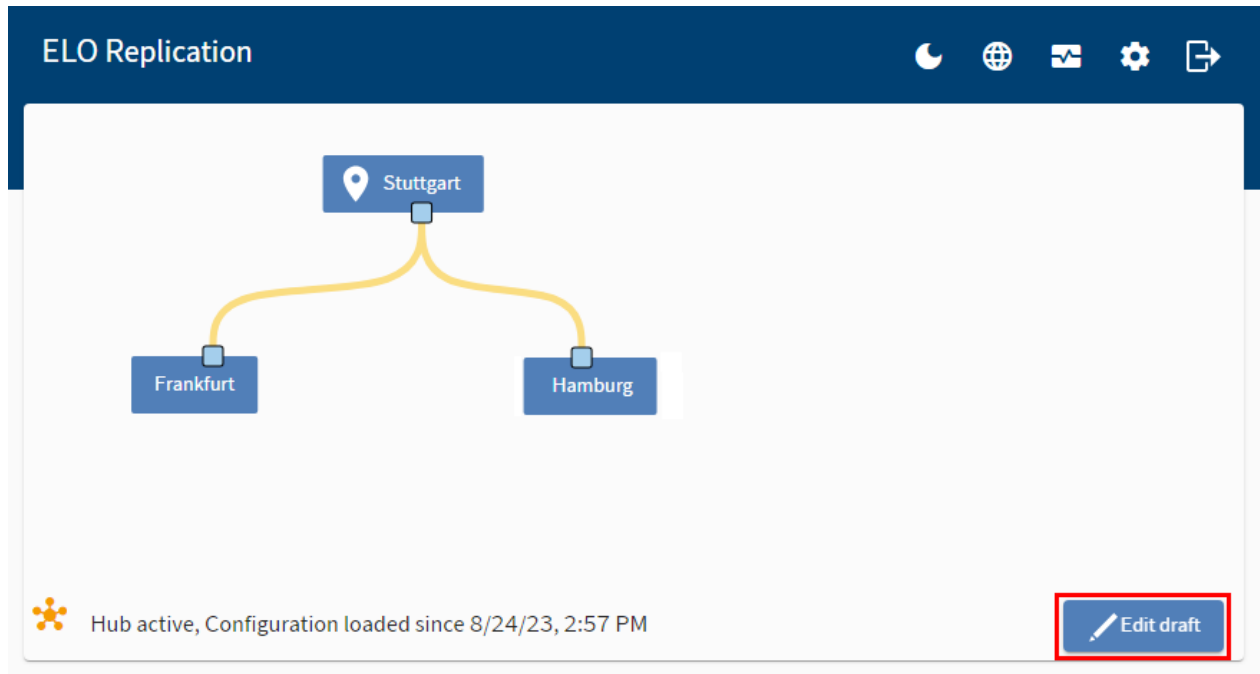 ELO Replication
Stuttgart
Frankfurt
Hamburg
Hub active, Configuration loaded since 8/24/23, 2:57 PM
Edit draft